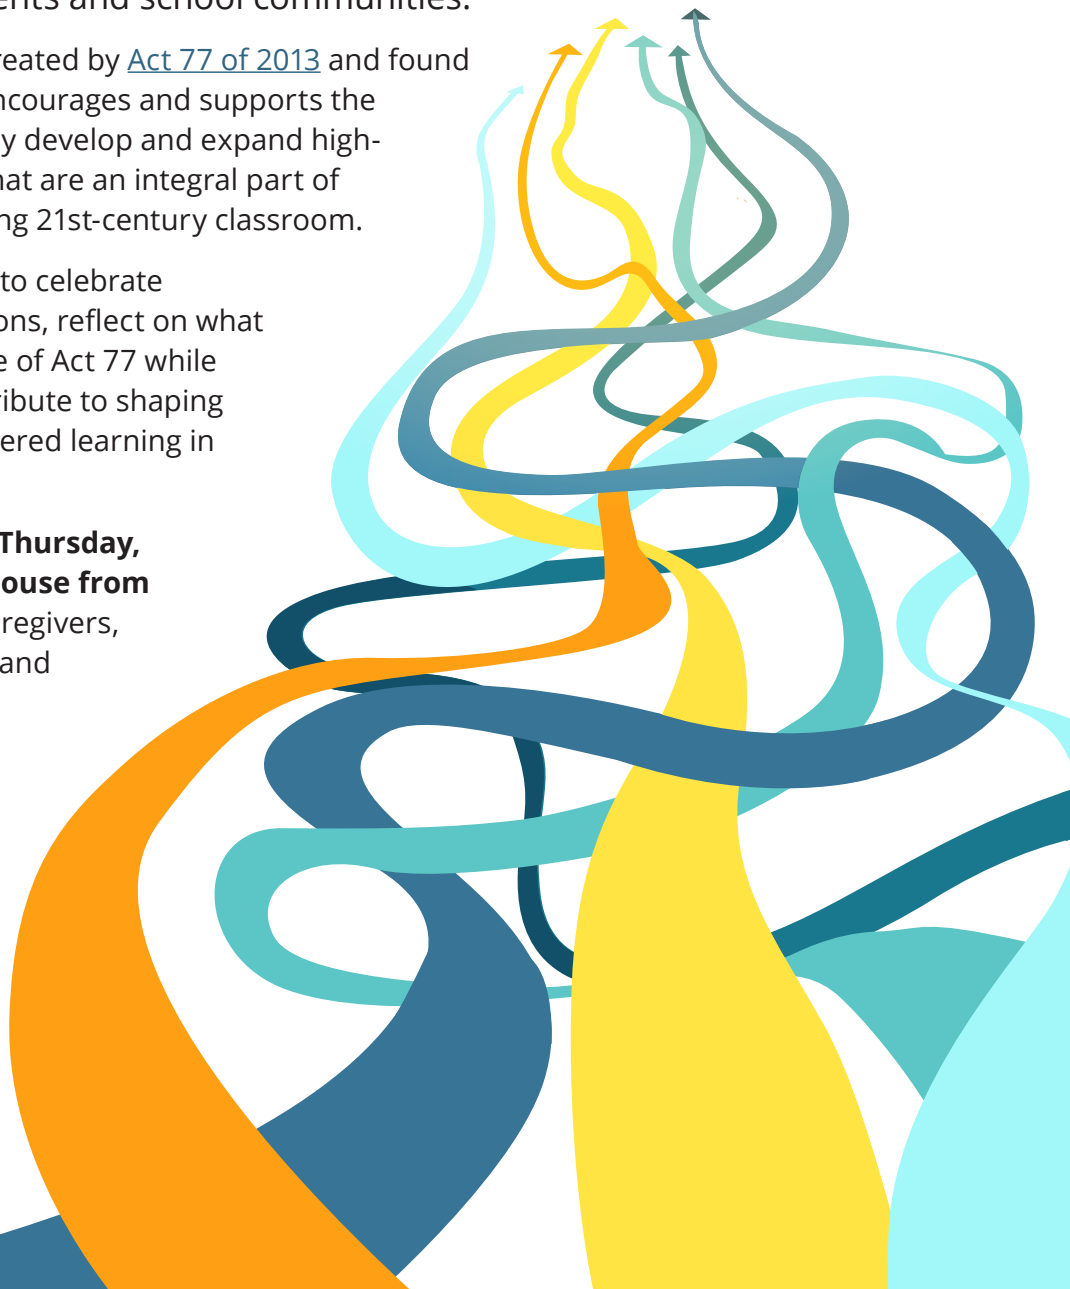 ents and school communities.
reated by Act 77 of 2013 and found
ncourages and supports the
y develop and expand high-
hat are an integral part of
ng 21st-century classroom.
to celebrate
ons, reflect on what
e of Act 77 while
ribute to shaping
ered learning in
Thursday,
ouse from
regivers,
and